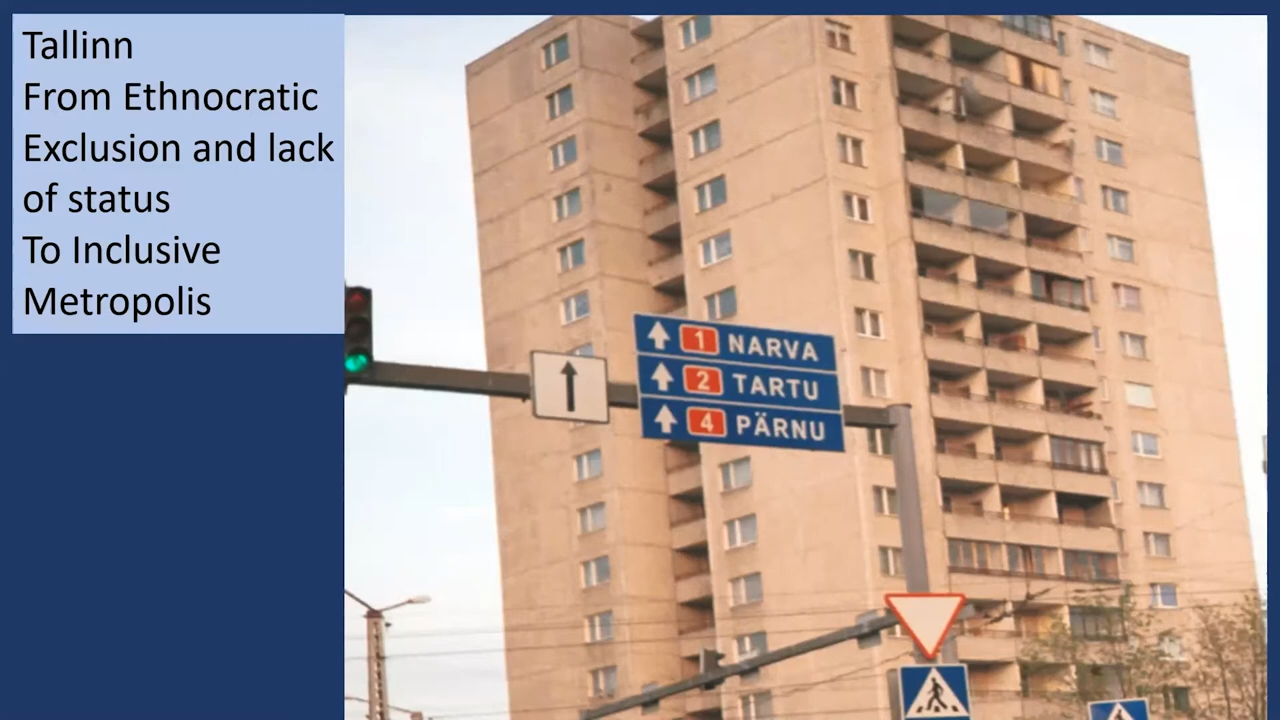 Tallinn
From Ethnocratic
Exclusion and lack
of status
To Inclusive
Metropolis
1 NARVA
2 TARTU
4 PÄRNU